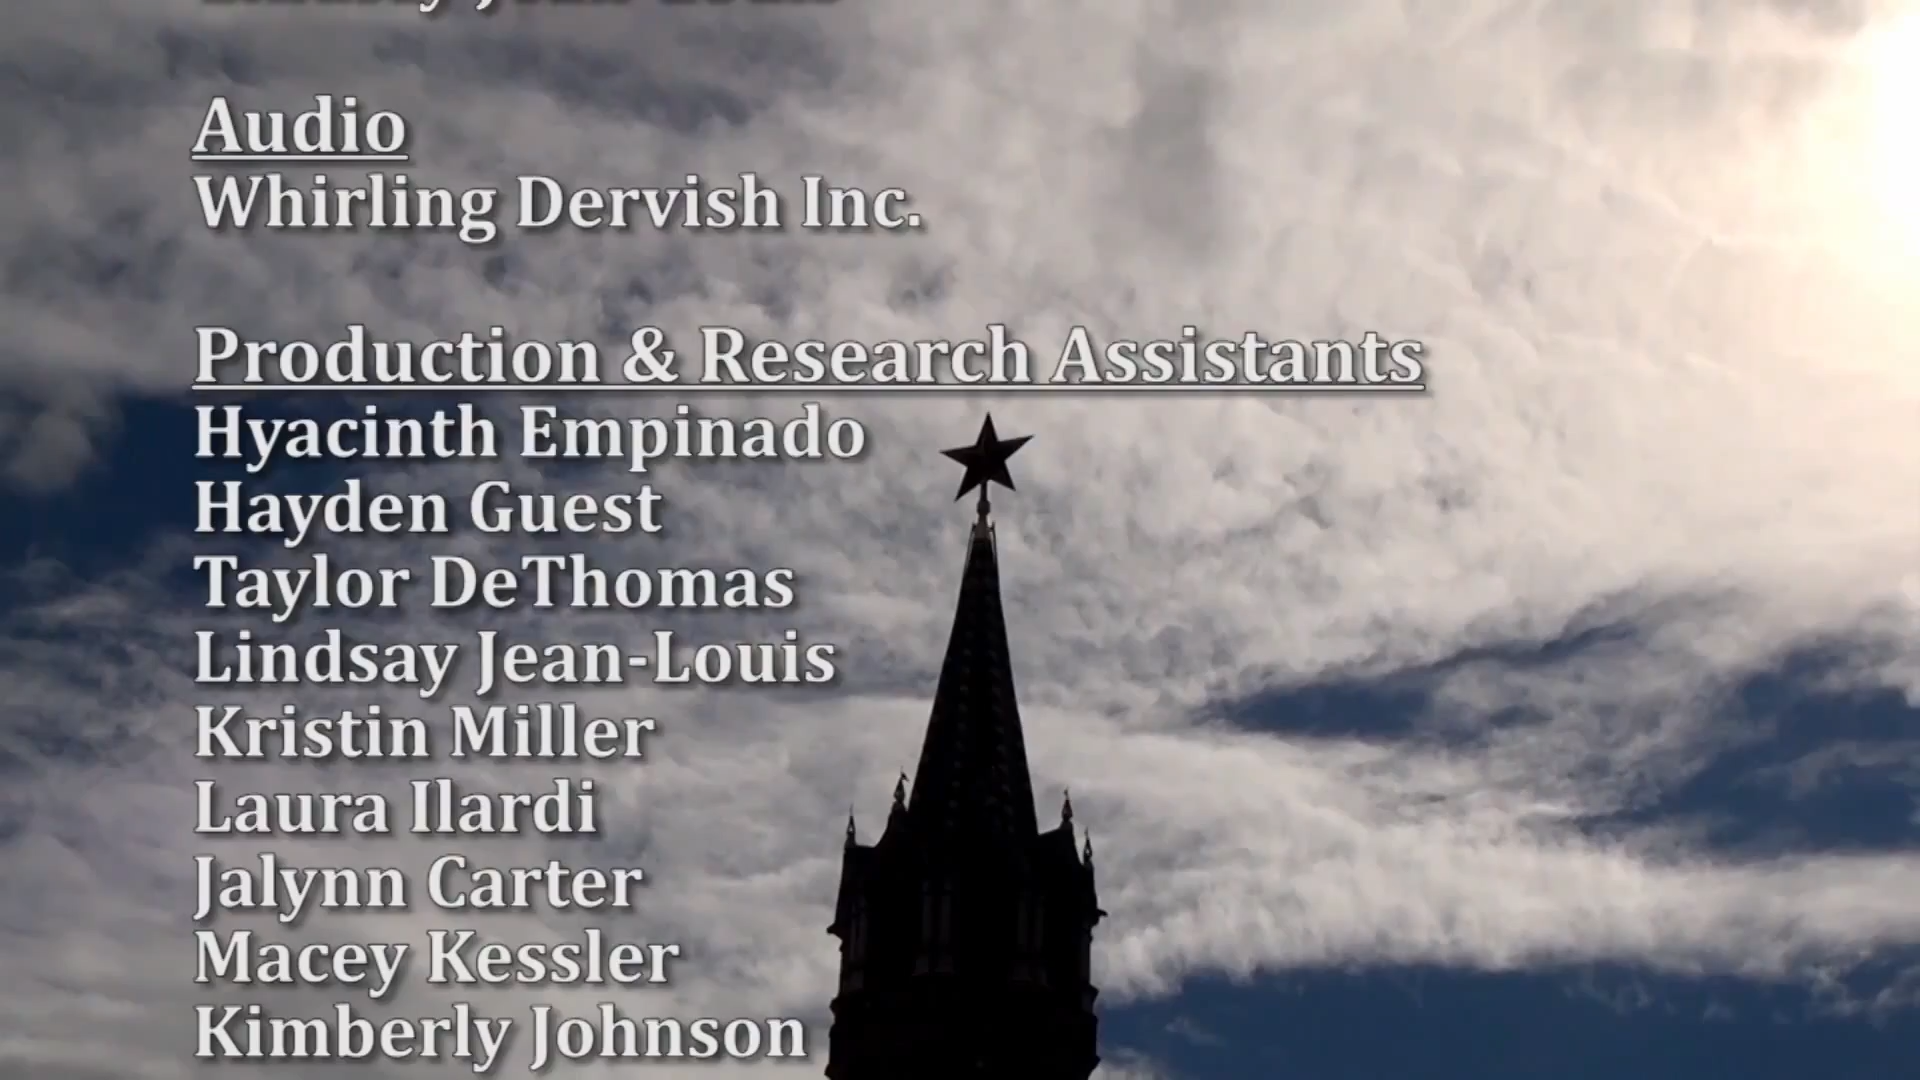 Audio
Whirling Dervish Inc.
Production & Research Assistants
Hyacinth Empinado
Hayden Guest
Taylor DeThomas
Lindsay Jean-Louis
Kristin Miller
Laura Ilardi
Jalynn Carter
Macey Kessler
Kimberly Johnson